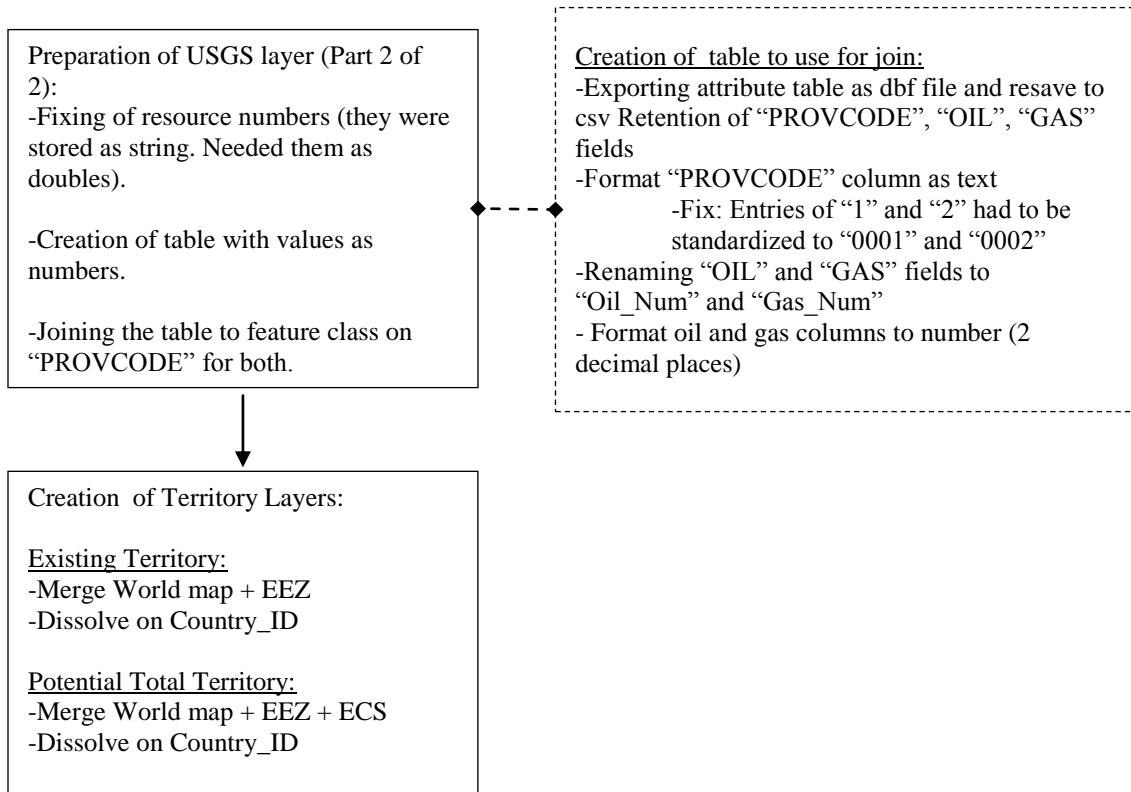 Preparation of USGS layer (Part 2 of
2):
-Fixing of resource numbers (they were
stored as string. Needed them as
doubles).
-Creation of table with values as
numbers.
-Joining the table to feature class on
“PROVCODE” for both.
Creation of  table to use for join:
-Exporting attribute table as dbf file and resave to
csv Retention of “PROVCODE”, “OIL”, “GAS”
fields
-Format “PROVCODE” column as text
-Fix: Entries of “1” and “2” had to be
standardized to “0001” and “0002”
-Renaming “OIL” and “GAS” fields to
“Oil_Num” and “Gas_Num”
- Format oil and gas columns to number (2
decimal places)
Creation  of Territory Layers:
Existing Territory:
-Merge World map + EEZ
-Dissolve on Country_ID
Potential Total Territory:
-Merge World map + EEZ + ECS
-Dissolve on Country_ID